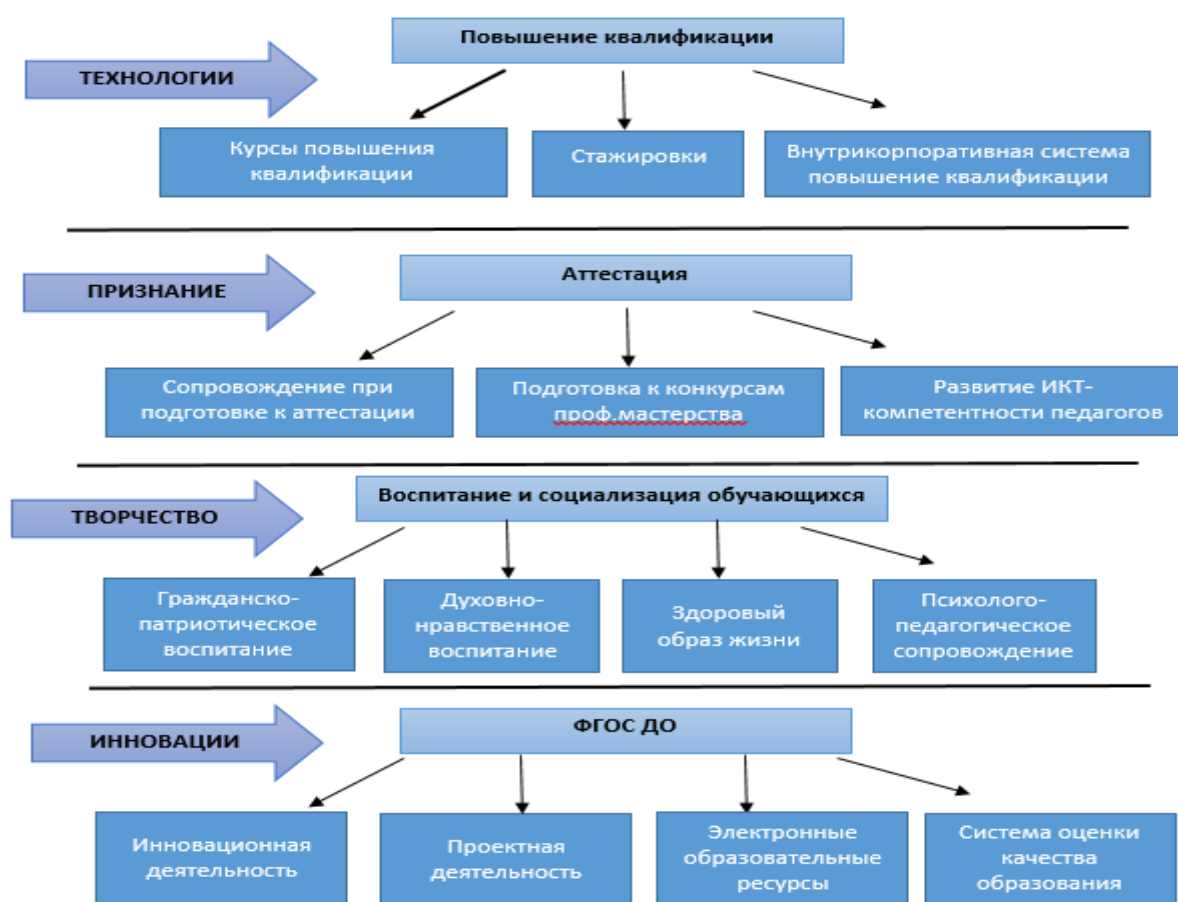 Повышение квалификации
ТЕХНОЛОГИИ
Курсы повышения
квалификации
Стажировки
Внутрикорпоративная система
повышение квалификации
Аттестация
ПРИЗНАНИЕ
Сопровождение при
подготовке к аттестации
Подготовка к конкурсам
проф.мастерства
Развитие ИКТ-
компетентности педагогов
Воспитание и социализация обучающихся
ТВОРЧЕСТВО
Гражданско-
патриотическое
воспитание
Духовно-
нравственное
воспитание
Здоровый
образ жизни
Психолого-
педагогическое
сопровождение
ФГОС ДО
ИННОВАЦИИ
Инновационная
деятельность
Проектная
деятельность
Электронные
образовательные
ресурсы
Система оценки
качества
образования